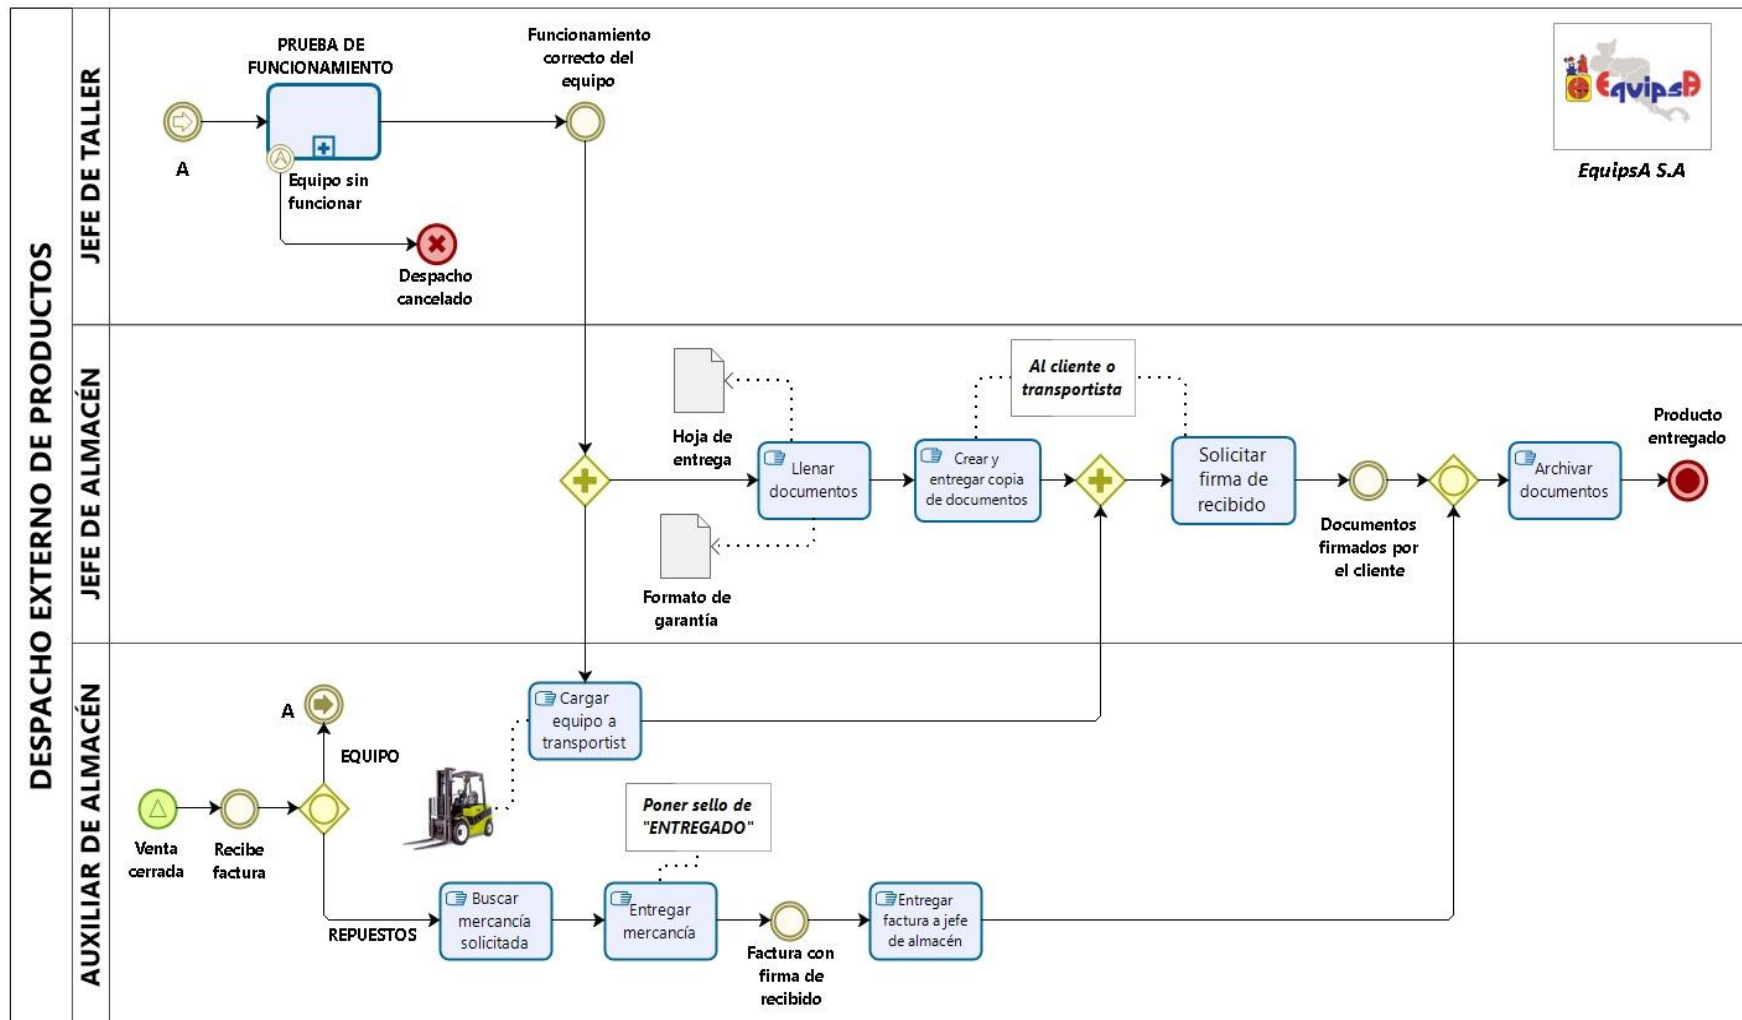 DESPACHO EXTERNO DE PRODUCTOS
JEFE DE TALLER
PRUEBA DE
FUNCIONAMIENTO
Funcionamiento
correcto del
equipo
A
Equipo sin
funcionar
Despacho
cancelado
EquipsA
EquipsA S.A
JEFE DE ALMACÉN
Hoja de
entrega
Formato de
garantía
Llenar
documentos
Crear y
entregar copia
de documentos
Al cliente o
transportista
Solicitar
firma de
recibido
Documentos
firmados por
el cliente
Archivar
documentos
Producto
entregado
AUXILIAR DE ALMACÉN
Venta
cerrada
Recibe
factura
A
EQUIPO
REPUESTOS
Cargar
equipo a
transportist
Poner sello de
"ENTREGADO"
Buscar
mercancía
solicitada
Entregar
mercancía
Factura con
firma de
recibido
Entregar
factura a jefe
de almacén